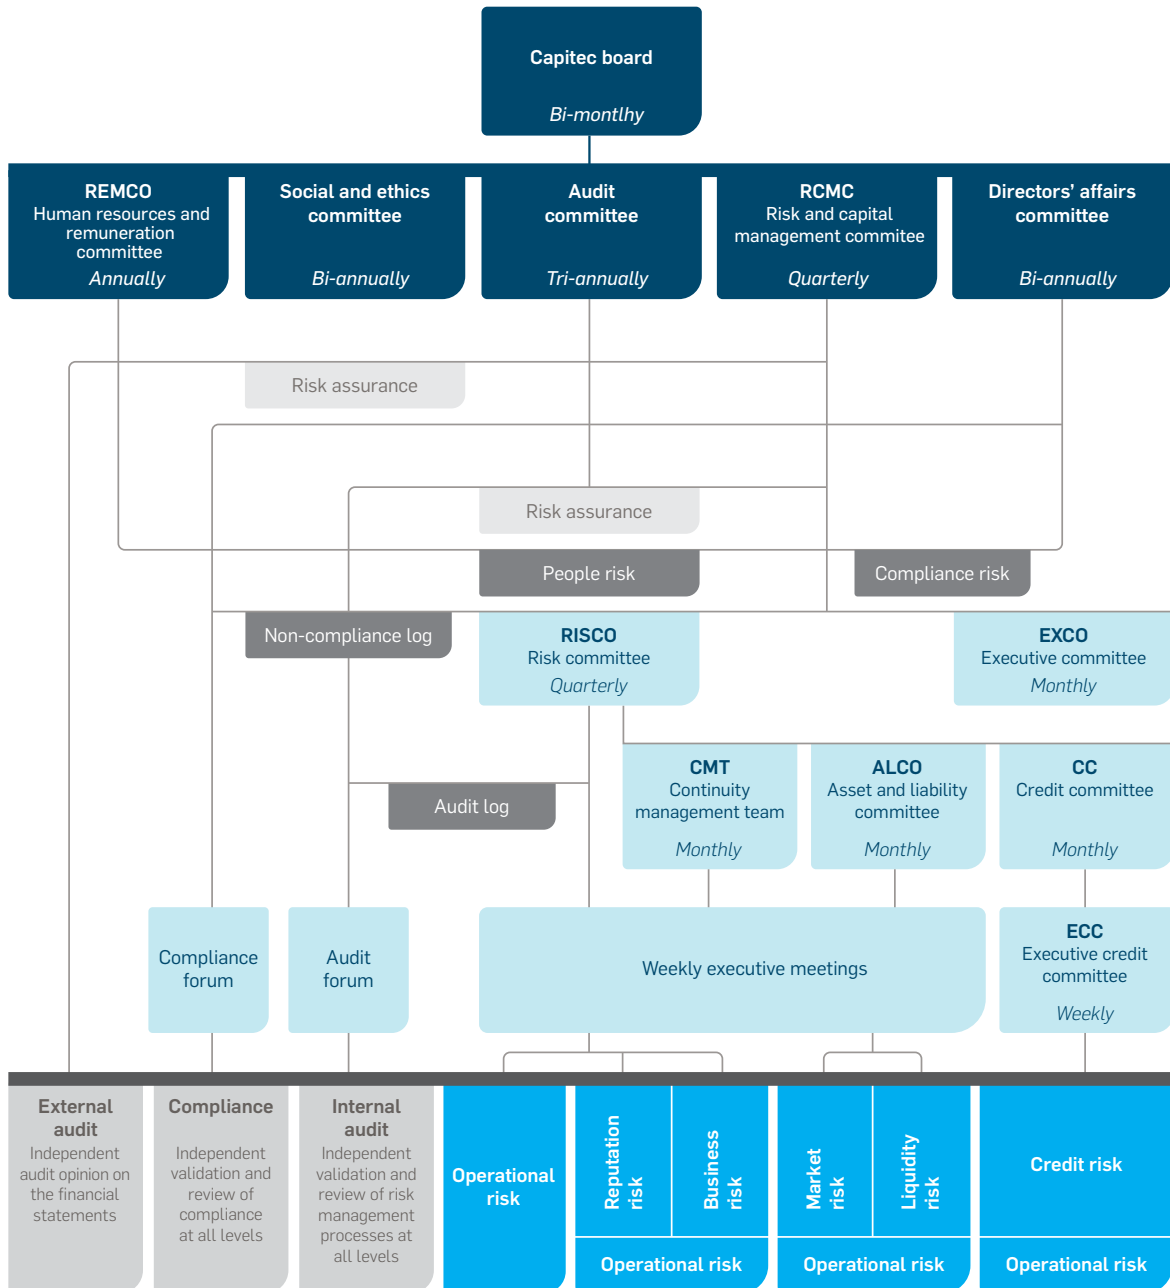 Capitec board
Bi-montlhy
REMCO
Human resources and
remuneration
committee
Annually
Social and ethics
committee
Bi-annually
Audit
committee
Tri-annually
RCMC
Risk and capital
management commitee
Quarterly
Directors' affairs
committee
Bi-annually
Risk assurance
Risk assurance
People risk
Compliance risk
Non-compliance log
RISCO
Risk committee
Quarterly
EXCO
Executive committee
Monthly
Audit log
CMT
Continuity
management team
Monthly
ALCO
Asset and liability
committee
Monthly
CC
Credit committee
Monthly
Compliance
forum
Audit
forum
Weekly executive meetings
ECC
Executive credit
committee
Weekly
External
audit
Independent
audit opinion on
the financial
statements
Compliance
Independent
validation and
review of
compliance
at all levels
Internal
audit
Independent
validation and
review of risk
management
processes at
all levels
Operational
risk
Reputation
risk
Business
risk
Operational risk
Market
risk
Liquidity
risk
Operational risk
Credit risk
Operational risk